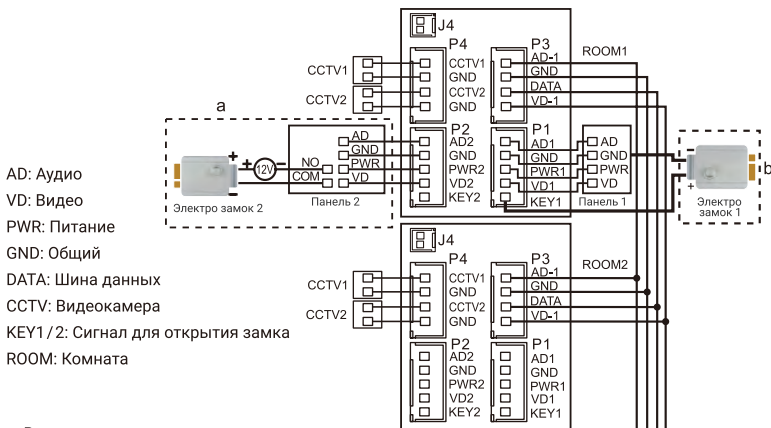 J4
P4
P3
AD-1
ROOM1
CCTV1
CCTV1
GND
GND
CCTV2
CCTV2
DATA
GND
VD-1
a
P2
P1
AD
AD2
AD1
AD
GND
GND
GND
GND
+
+
12V
−
NO
PWR
PWR2
PWR1
PWR
COM
VD
VD2
VD1
VD
−
KEY2
KEY1
−
+
b
Электро замок 2
Панель 2
Панель 1
Электро
замок 1
AD: Аудио
VD: Видео
PWR: Питание
GND: Общий
DATA: Шина данных
CCTV: Видеокамера
KEY1/2: Сигнал для открытия замка
ROOM: Комната
J4
P4
P3
AD-1
ROOM2
CCTV1
CCTV1
GND
GND
CCTV2
CCTV2
DATA
GND
VD-1
P2
P1
AD2
AD1
GND
GND
PWR2
PWR1
VD2
VD1
KEY2
KEY1